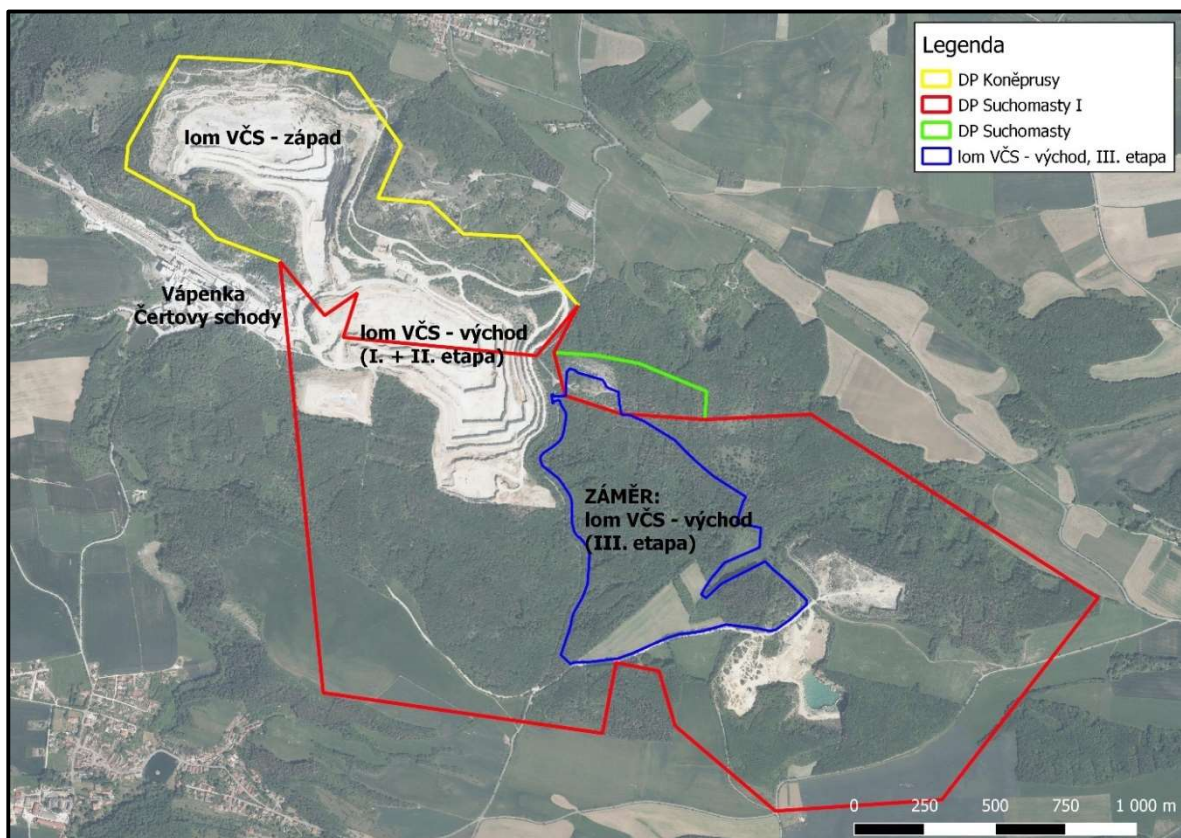 Legenda
DP Koněprusy
DP Suchomasty I
DP Suchomasty
lom VČS - východ, III. etapa
lom VČS - západ
Vápenka
Čertovy schody
lom VČS - východ
(I. + II. etapa)
ZÁMĚR:
lom VČS - východ
(III. etapa)
0 250 500 750 1 000 m